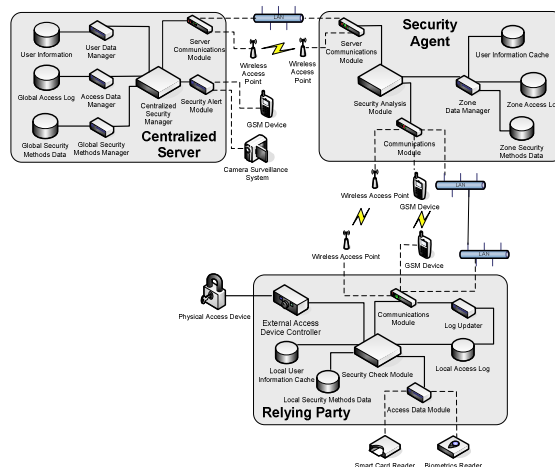 LAN
Server
Communications
Module
User Information
User Data
Manager
Wireless
Access
Point
Wireless
Access
Point
Global Access Log
Access Data
Manager
Centralized
Security
Manager
Security Alert
Module
GSM Device
Global Security
Methods Data
Global Security
Methods Manager
Centralized
Server
Camera Surveillance
System
Server
Communications
Module
Security
Agent
User Information Cache
Security Analysis
Module
Zone
Data Manager
Zone Access Lo
Communications
Module
Zone Security
Methods Data
Wireless Access Point
GSM Device
LAN
Wireless Access Point
GSM Device
LAN
Physical Access Device
External Access
Device Controller
Communications
Module
Log Updater
Local User
Information Cache
Security Check Module
Local Access Log
Local Security Methods Data
Relying Party
Access Data Module
Smart Card Reader
Biometrics Reader